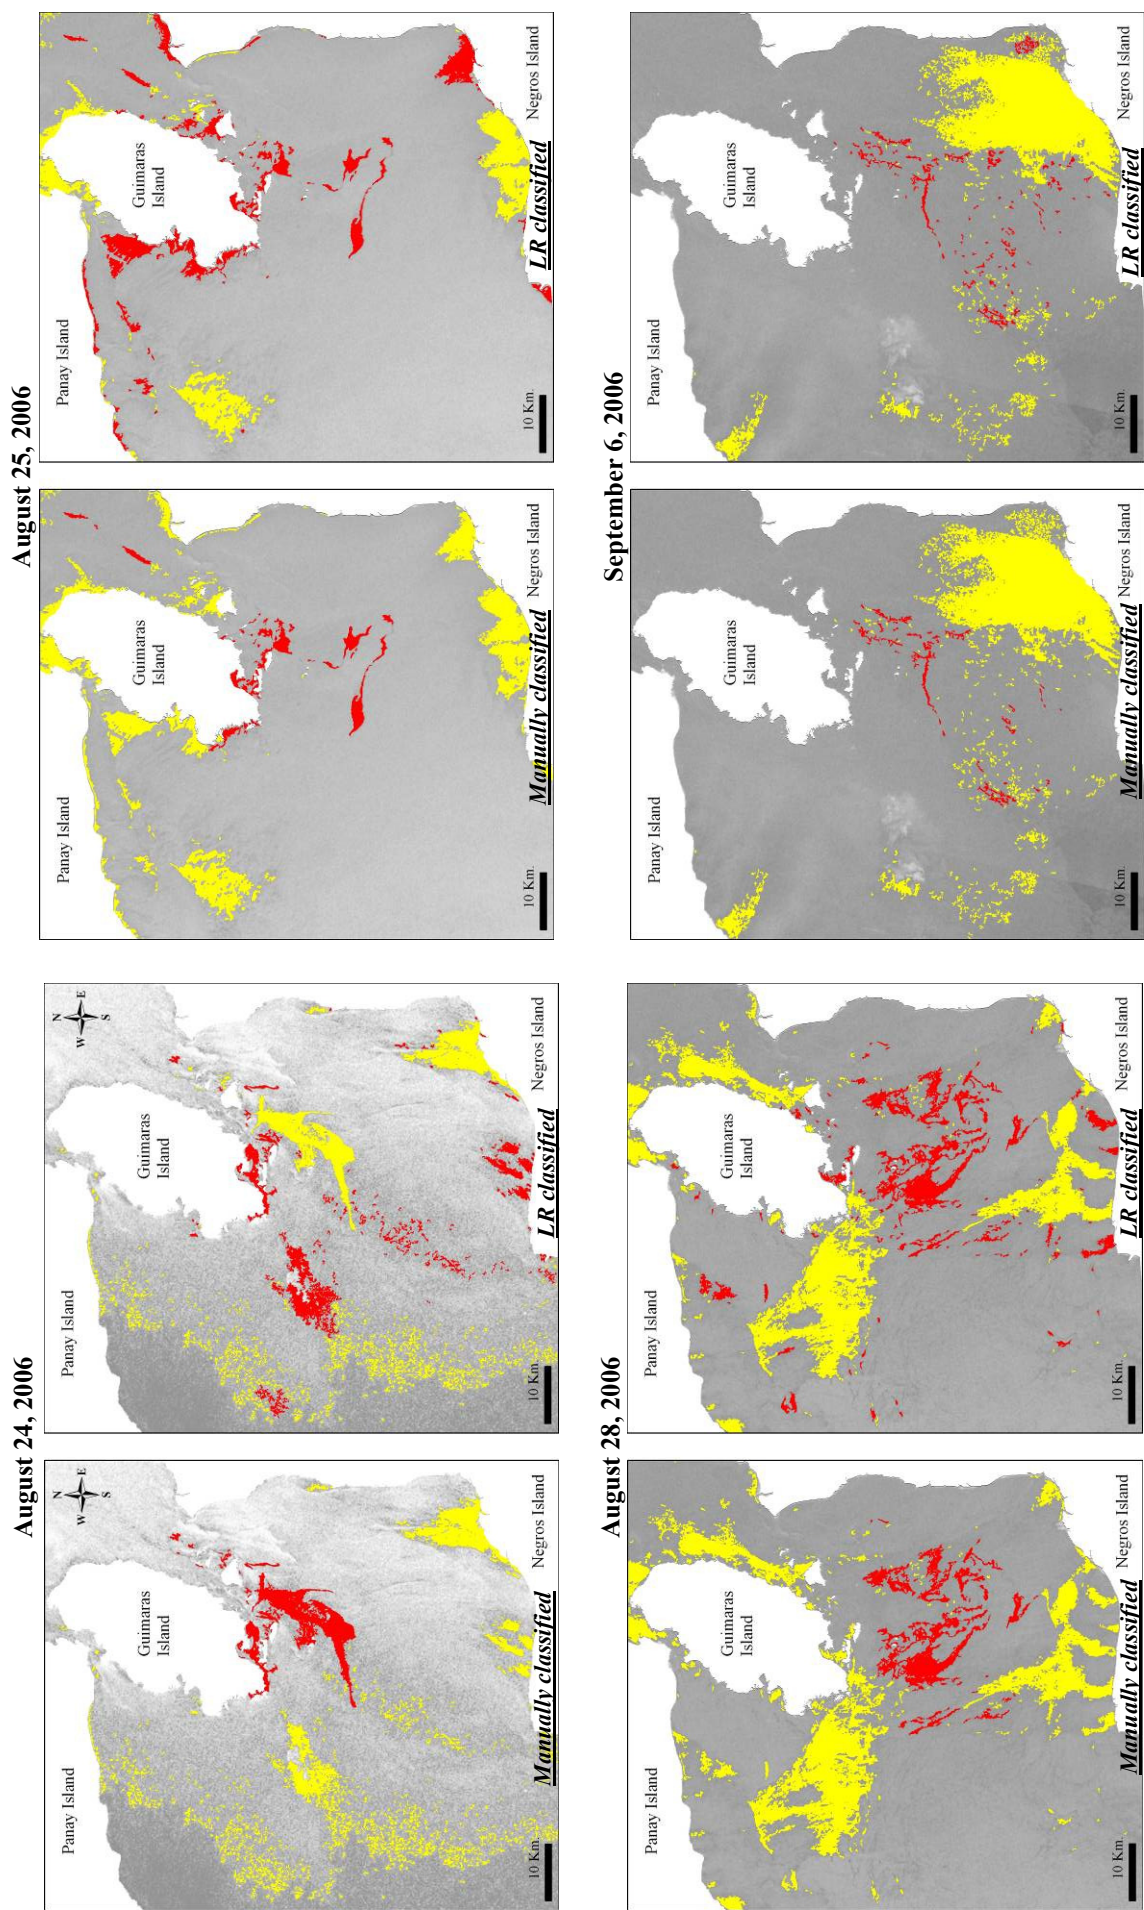 August 24, 2006
Panay Island
Guimaras
Island
Negros Island
N
W E
S
10 Km.
Manually classified
Panay Island
Guimaras
Island
Negros Island
N
W E
S
10 Km.
LR classified
August 25, 2006
Panay Island
Guimaras
Island
Negros Island
10 Km.
Manually classified
Panay Island
Guimaras
Island
Negros Island
10 Km.
LR classified
August 28, 2006
Panay Island
Guimaras
Island
Negros Island
10 Km.
Manually classified
Panay Island
Guimaras
Island
Negros Island
10 Km.
LR classified
September 6, 2006
Panay Island
Guimaras
Island
Negros Island
10 Km.
Manually classified
Panay Island
Guimaras
Island
Negros Island
10 Km.
LR classified